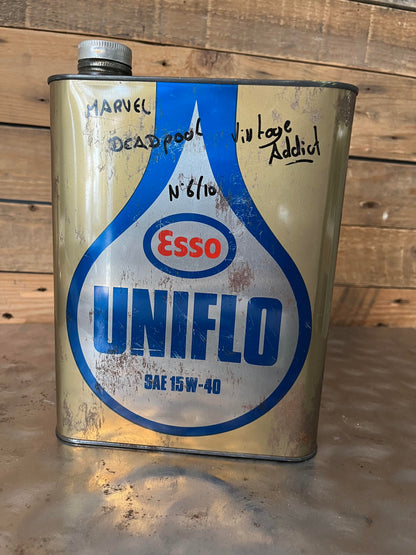 MARVEL
DEADpool Vintage
Addict
N°6/10
Esso
UNIFLO
SAE 15W-40